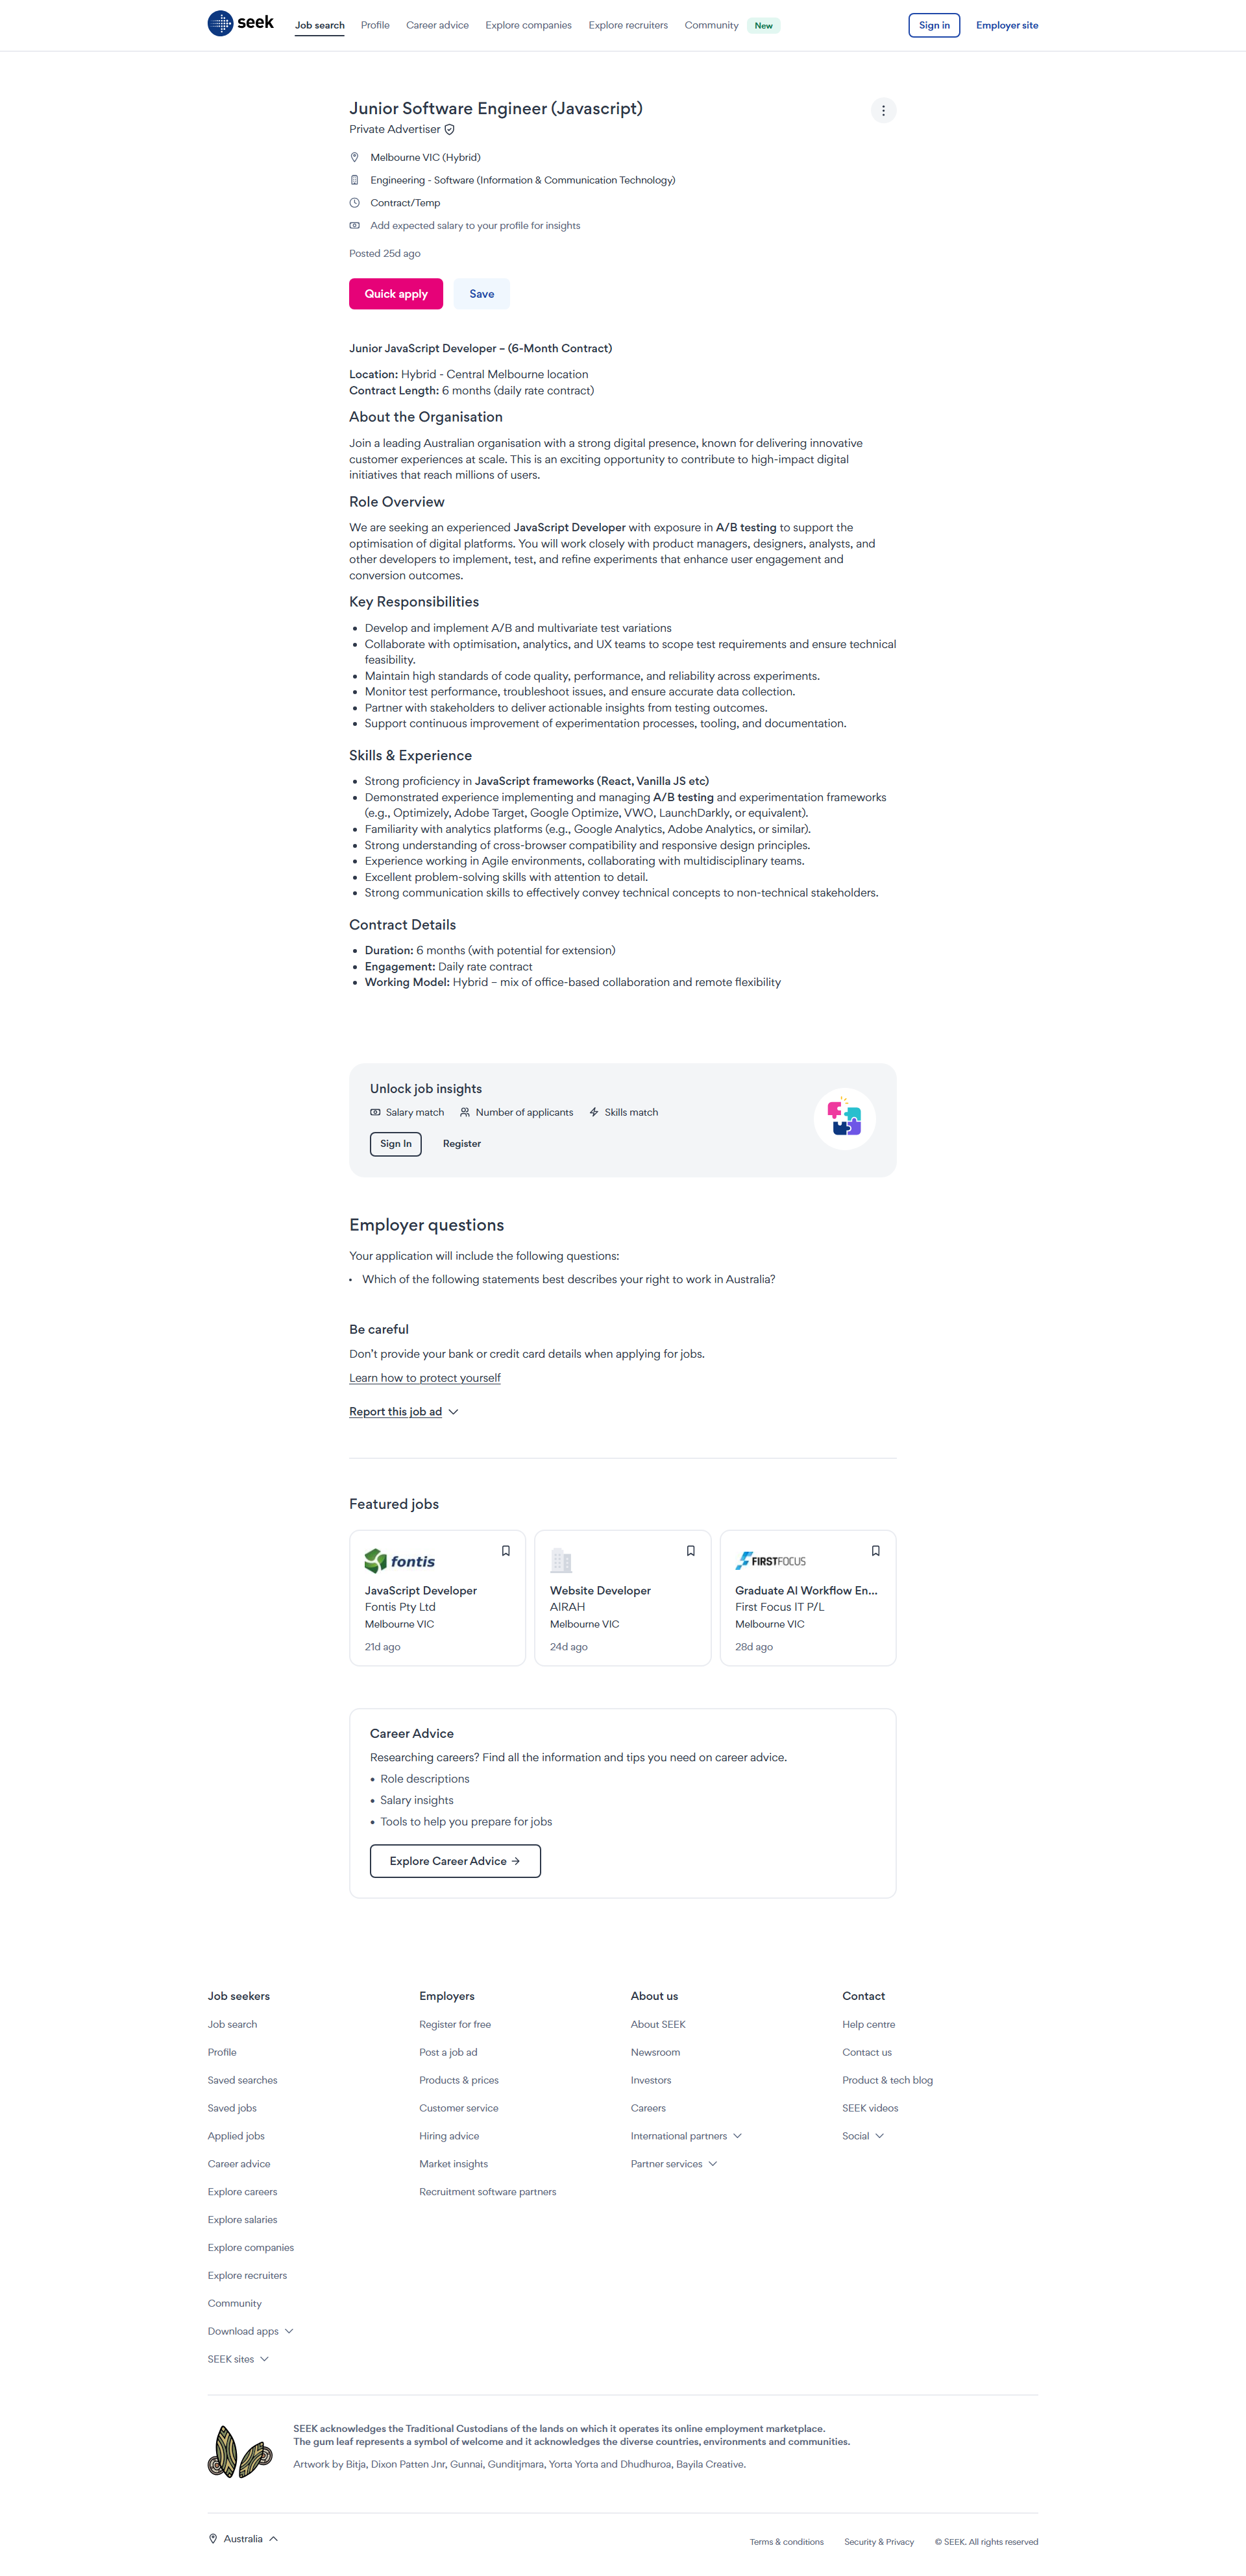 seek
Job search
Profile
Career advice
Explore companies
Explore recruiters
Community
New
Sign in
Employer site
Junior Software Engineer (Javascript)
Private Advertiser
Melbourne VIC (Hybrid)
Engineering - Software (Information & Communication Technology)
Contract/Temp
Add expected salary to your profile for insights
Posted 25d ago
Quick apply
Save
Junior JavaScript Developer – (6-Month Contract)
Location: Hybrid - Central Melbourne location
Contract Length: 6 months (daily rate contract)
About the Organisation
Join a leading Australian organisation with a strong digital presence, known for delivering innovative
customer experiences at scale. This is an exciting opportunity to contribute to high-impact digital
initiatives that reach millions of users.
Role Overview
We are seeking an experienced JavaScript Developer with exposure in A/B testing to support the
optimisation of digital platforms. You will work closely with product managers, designers, analysts, and
other developers to implement, test, and refine experiments that enhance user engagement and
conversion outcomes.
Key Responsibilities
• Develop and implement A/B and multivariate test variations
• Collaborate with optimisation, analytics, and UX teams to scope test requirements and ensure technical
feasibility.
• Maintain high standards of code quality, performance, and reliability across experiments.
• Monitor test performance, troubleshoot issues, and ensure accurate data collection.
• Partner with stakeholders to deliver actionable insights from testing outcomes.
• Support continuous improvement of experimentation processes, tooling, and documentation.
Skills & Experience
• Strong proficiency in JavaScript frameworks (React, Vanilla JS etc)
• Demonstrated experience implementing and managing A/B testing and experimentation frameworks
(e.g., Optimizely, Adobe Target, Google Optimize, VWO, LaunchDarkly, or equivalent).
• Familiarity with analytics platforms (e.g., Google Analytics, Adobe Analytics, or similar).
• Strong understanding of cross-browser compatibility and responsive design principles.
• Experience working in Agile environments, collaborating with multidisciplinary teams.
• Excellent problem-solving skills with attention to detail.
• Strong communication skills to effectively convey technical concepts to non-technical stakeholders.
Contract Details
• Duration: 6 months (with potential for extension)
• Engagement: Daily rate contract
• Working Model: Hybrid – mix of office-based collaboration and remote flexibility
Unlock job insights
Salary match
Number of applicants
Skills match
Sign In
Register
Employer questions
Your application will include the following questions:
• Which of the following statements best describes your right to work in Australia?
Be careful
Don't provide your bank or credit card details when applying for jobs.
Learn how to protect yourself
Report this job ad
Featured jobs
fontis
JavaScript Developer
Fontis Pty Ltd
Melbourne VIC
21d ago
Website Developer
AIRAH
Melbourne VIC
24d ago
FIRSTFOCUS
Graduate AI Workflow En...
First Focus IT P/L
Melbourne VIC
28d ago
Career Advice
Researching careers? Find all the information and tips you need on career advice.
• Role descriptions
• Salary insights
• Tools to help you prepare for jobs
Explore Career Advice →
Job seekers
Job search
Profile
Saved searches
Saved jobs
Applied jobs
Career advice
Explore careers
Explore salaries
Explore companies
Explore recruiters
Community
Download apps
SEEK sites
Employers
Register for free
Post a job ad
Products & prices
Customer service
Hiring advice
Market insights
Recruitment software partners
About us
About SEEK
Newsroom
Investors
Careers
International partners
Partner services
Contact
Help centre
Contact us
Product & tech blog
SEEK videos
Social
SEEK acknowledges the Traditional Custodians of the lands on which it operates its online employment marketplace.
The gum leaf represents a symbol of welcome and it acknowledges the diverse countries, environments and communities.
Artwork by Bitja, Dixon Patten Jnr, Gunnai, Gunditjmara, Yorta Yorta and Dhudhuroa, Bayila Creative.
Australia
Terms & conditions
Security & Privacy
© SEEK. All rights reserved